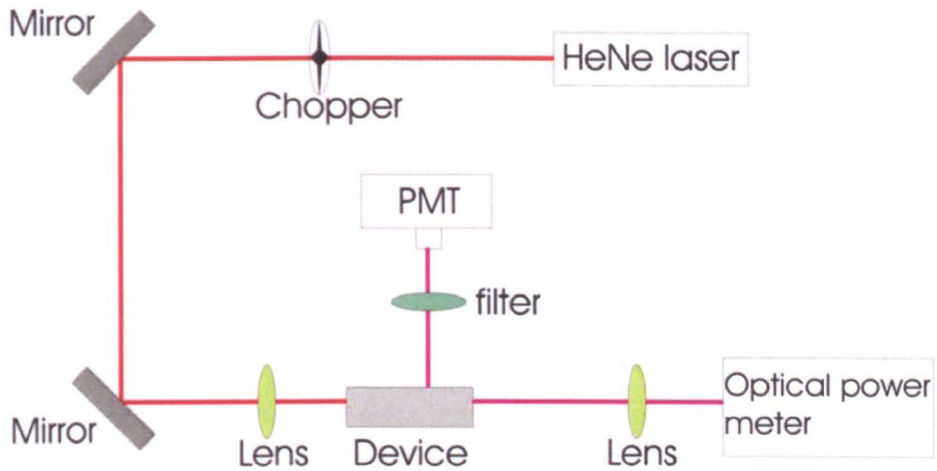 Mirror
HeNe laser
Chopper
PMT
filter
Optical power
meter
Mirror
Lens
Device
Lens